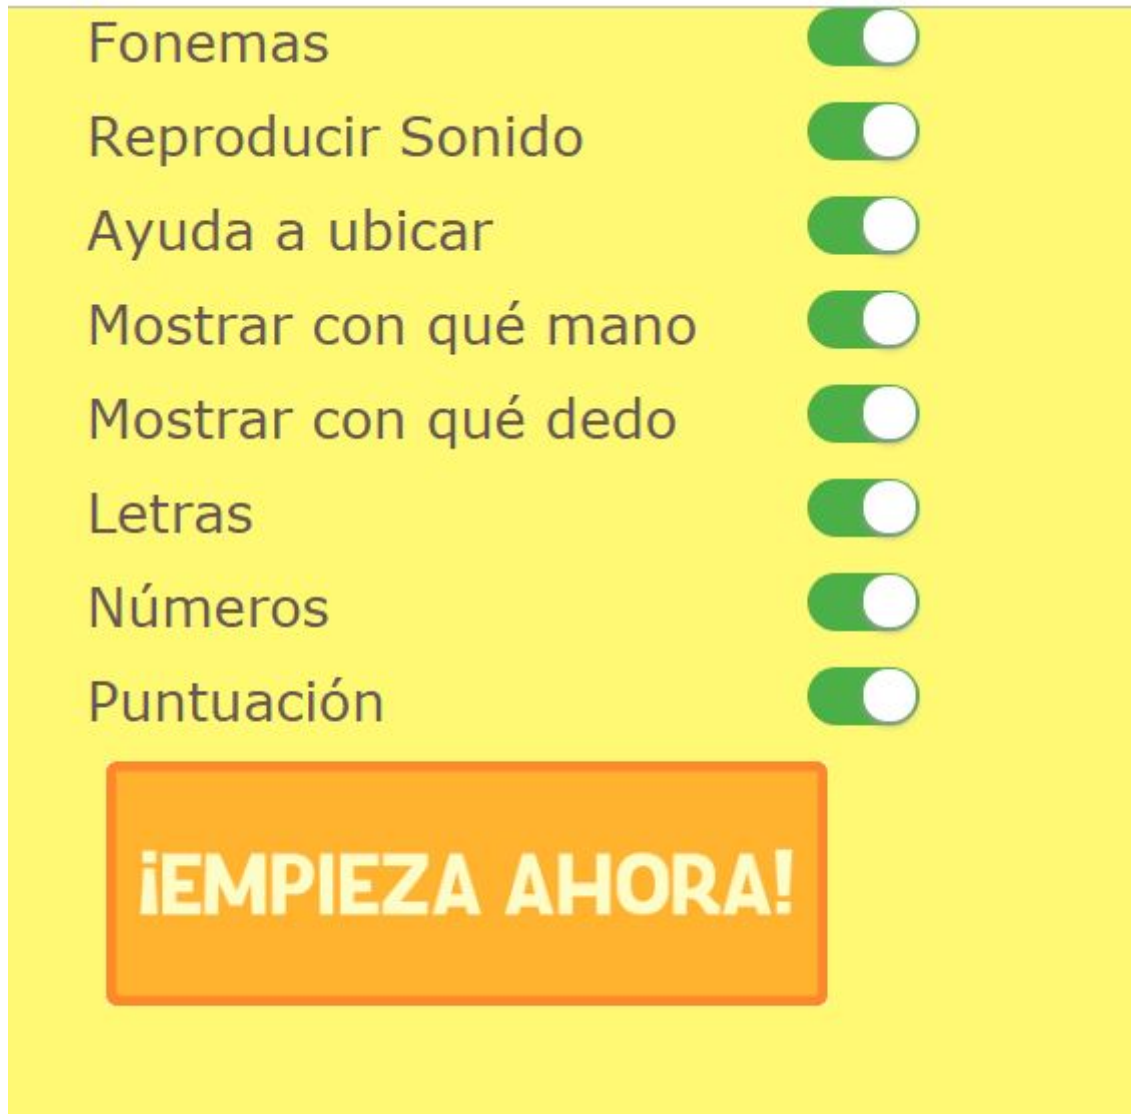 Fonemas
Reproducir Sonido
Ayuda a ubicar
Mostrar con qué mano
Mostrar con qué dedo
Letras
Números
Puntuación
¡EMPIEZA AHORA!